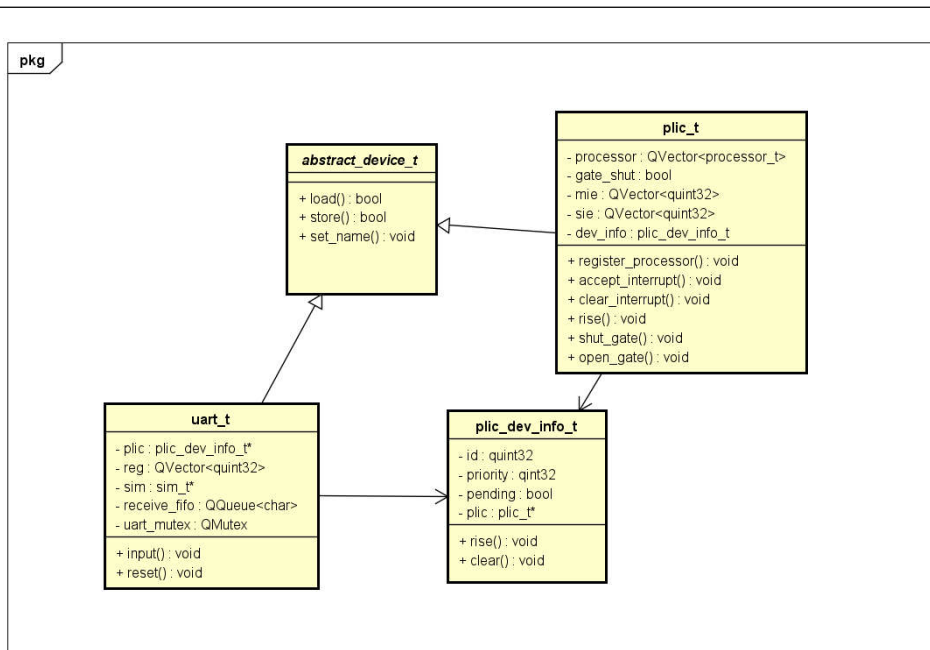 pkg
abstract_device_t
+ load() : bool
+ store() : bool
+ set_name() : void
plic_t
- processor : QVector<processor_t>
- gate_shut : bool
- mie : QVector<quint32>
- sie : QVector<quint32>
- dev_info : plic_dev_info_t
+ register_processor() : void
+ accept_interrupt() : void
+ clear_interrupt() : void
+ rise() : void
+ shut_gate() : void
+ open_gate() : void
uart_t
- plic : plic_dev_info_t*
- reg : QVector<quint32>
- sim : sim_t*
- receive_fifo : QQueue<char>
- uart_mutex : QMutex
+ input() : void
+ reset() : void
plic_dev_info_t
- id : quint32
- priority : qint32
- pending : bool
- plic : plic_t*
+ rise() : void
+ clear() : void